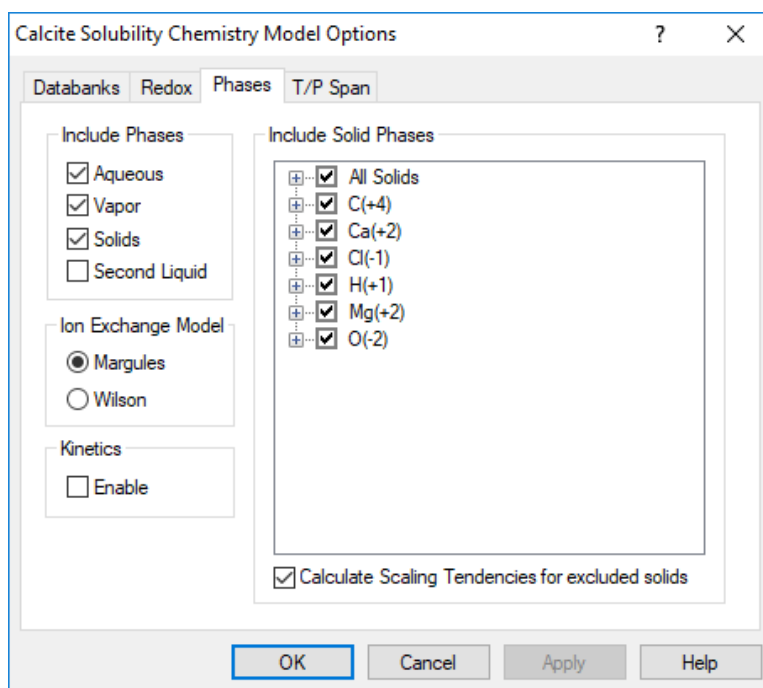 Calcite Solubility Chemistry Model Options
?
Databanks Redox Phases T/P Span
Include Phases
Aqueous
Vapor
Solids
Second Liquid
Ion Exchange Model
Margules
Wilson
Kinetics
Enable
Include Solid Phases
All Solids
C(+4)
Ca(+2)
Cl(-1)
H(+1)
Mg(+2)
O(-2)
Calculate Scaling Tendencies for excluded solids
OK Cancel Apply Help